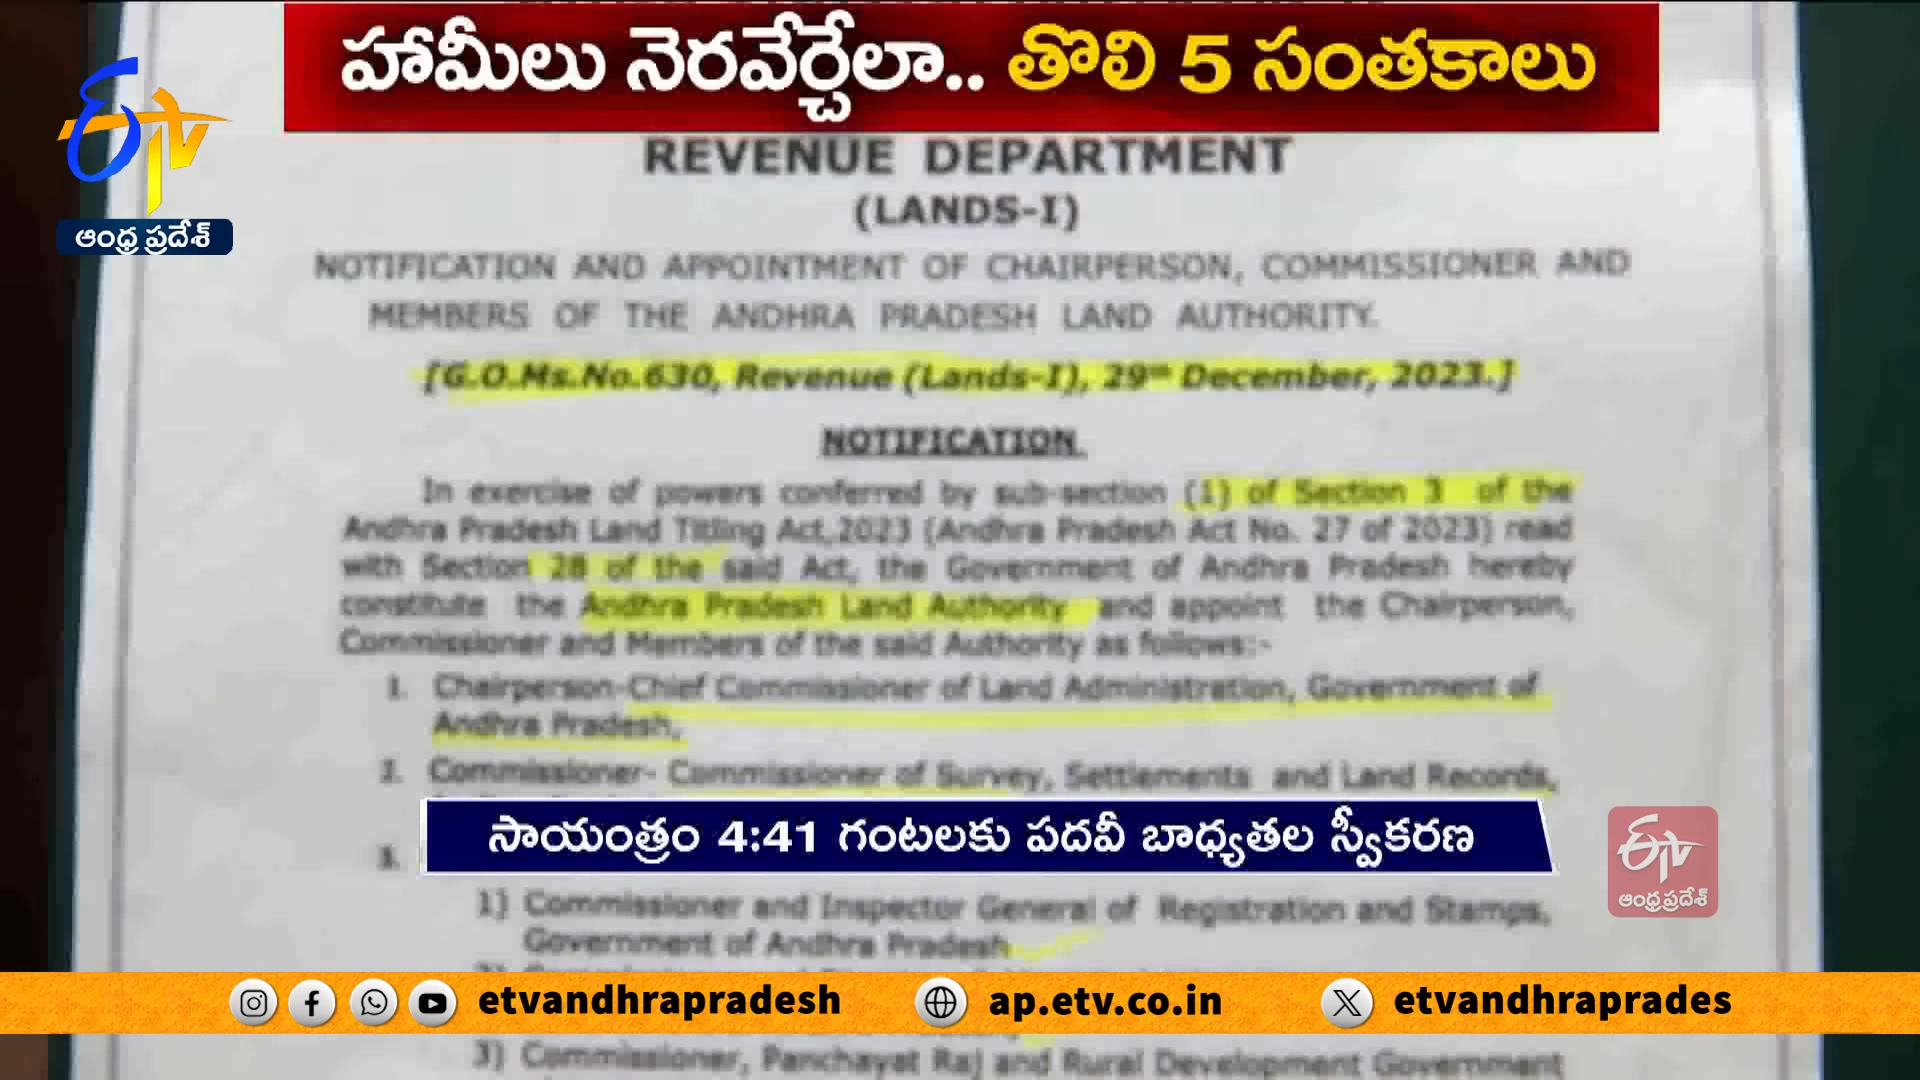 హామీలు నెరవేర్చేలా.. తొలి 5 సంతకాలు
ETV
ఆంధ్ర ప్రదేశ్
REVENUE DEPARTMENT
(LANDS-I)
NOTIFICATION AND APPOINTMENT OF CHAIRPERSON, COMMISSIONER AND
MEMBERS OF THE ANDHRA PRADESH LAND AUTHORITY.
[G.O.Ms.No.630, Revenue (Lands-I), 29th December, 2023.]
NOTIFICATION
In exercise of powers conferred by sub-section (1) of Section 3 of the
Andhra Pradesh Land Titling Act,2023 (Andhra Pradesh Act No. 27 of 2023) read
with Section 28 of the said Act, the Government of Andhra Pradesh hereby
constitute the Andhra Pradesh Land Authority and appoint the Chairperson,
Commissioner and Members of the said Authority as follows:-
1. Chairperson-Chief Commissioner of Land Administration, Government of
Andhra Pradesh,
2. Commissioner- Commissioner of Survey, Settlements and Land Records,
3.
సాయంత్రం 4:41 గంటలకు పదవీ బాధ్యతల స్వీకరణ
ETV
ఆంధ్రప్రదేశ్
1) Commissioner and Inspector General of Registration and Stamps,
Government of Andhra Pradesh
etvandhrapradesh ap.etv.co.in etvandhraprades
3) Commissioner, Panchayat Raj and Rural Development Government